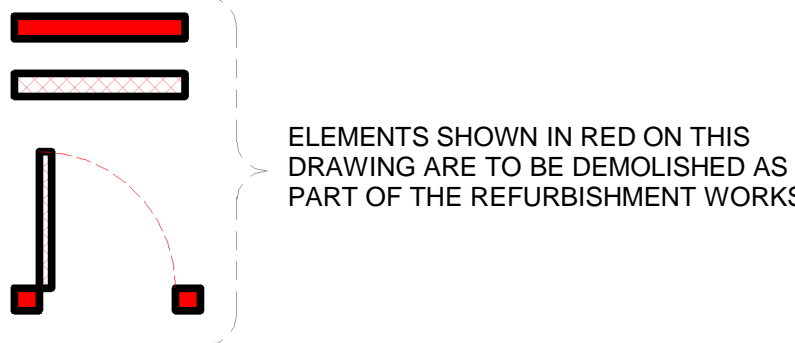 ELEMENTS SHOWN IN RED ON THIS
DRAWING ARE TO BE DEMOLISHED AS
PART OF THE REFURBISHMENT WORKS